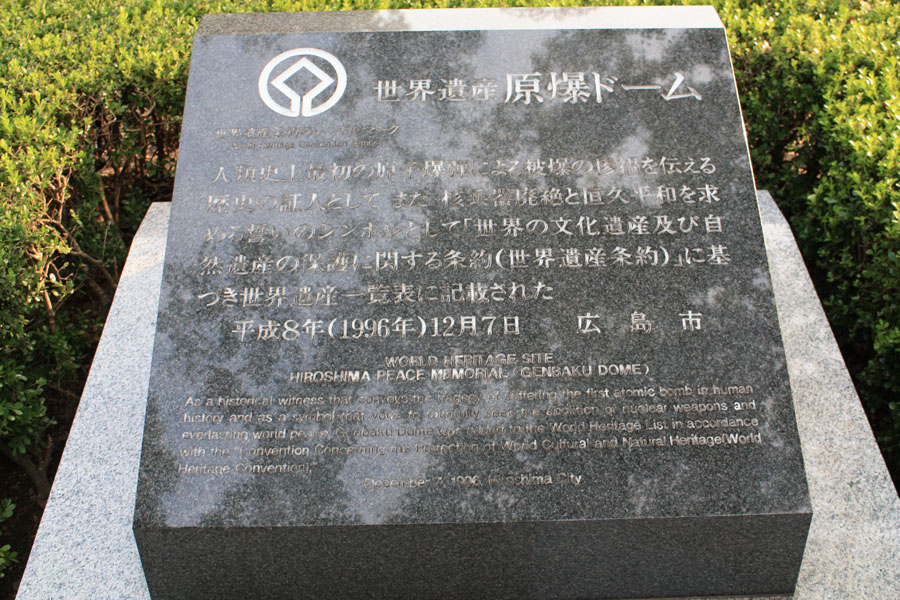 世界遺産 原爆ドーム
世界遺産条約
World Heritage Convention
人類史上最初の原子爆弾による被爆の惨禍を伝える
歴史の証人として、また核兵器廃絶と恒久平和を求
める誓いのシンボルとして「世界の文化遺産及び自
然遺産の保護に関する条約(世界遺産条約)」に基
づき世界遺産一覧表に記載された
平成8年(1996年)12月7日 広島市
WORLD HERITAGE SITE
HIROSHIMA PEACE MEMORIAL (GENBAKU DOME)
As a historical witness that conveys the tragedy of suffering the first atomic bomb in human
history and as a symbol that vows to faithfully seek the abolition of nuclear weapons and
everlasting world peace, Genbaku Dome was added to the World Heritage List in accordance
with the "Convention Concerning the Protection of World Cultural and Natural Heritage(World
Heritage Convention)."
December 7, 1996 Hiroshima City